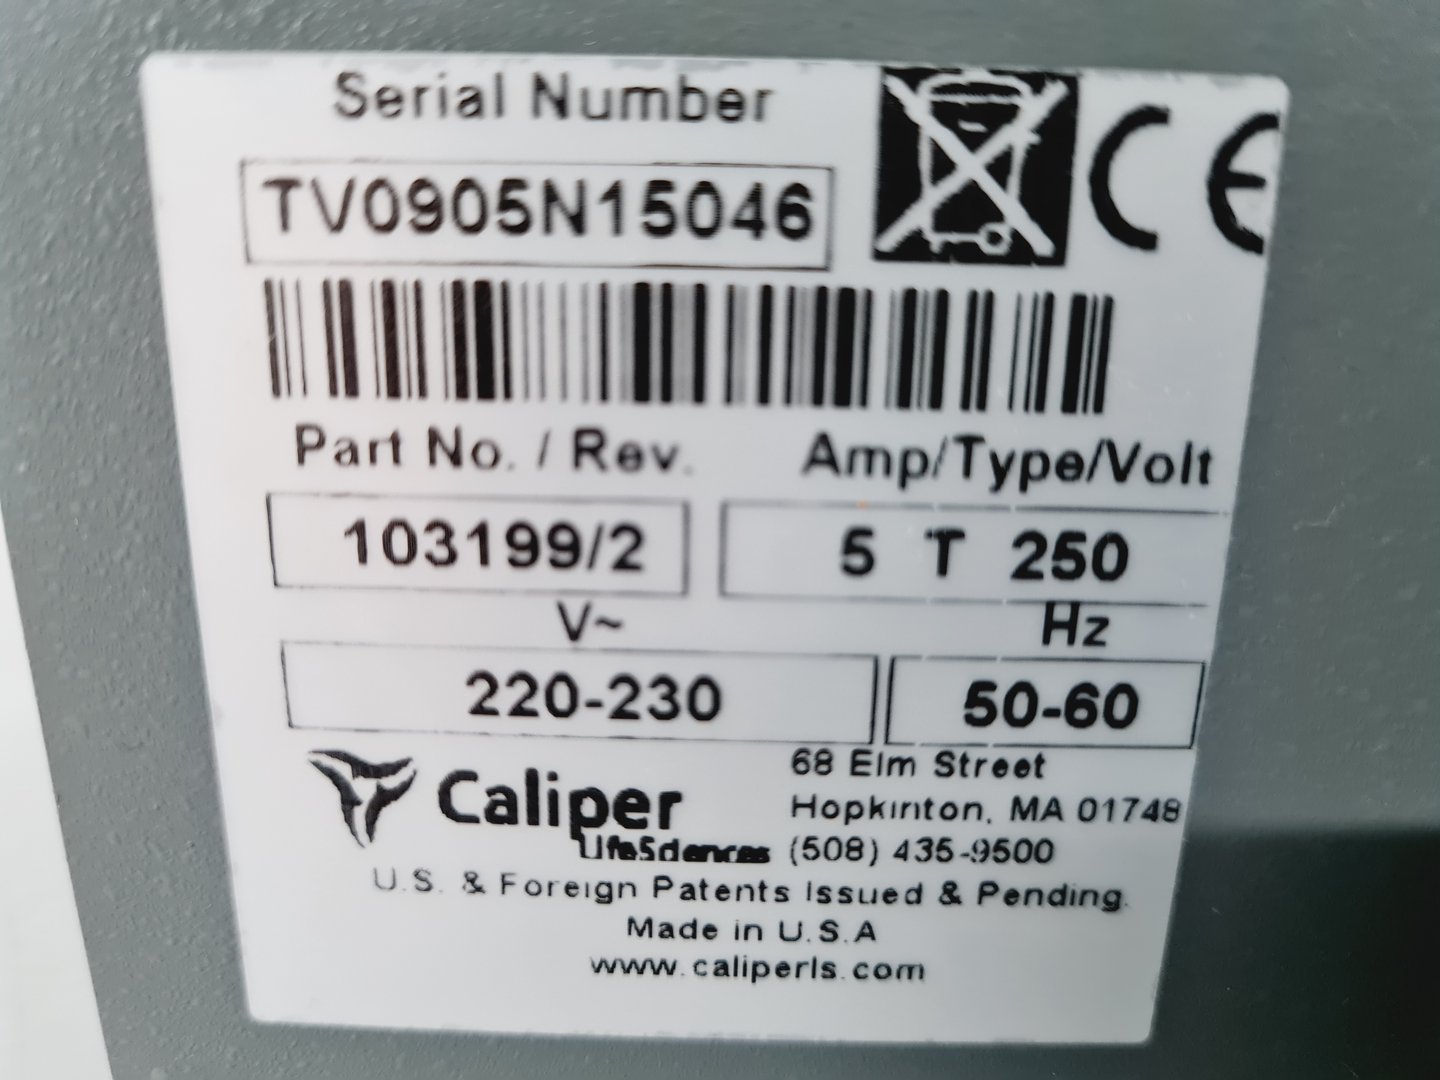 Serial Number
CE
TV0905N15046
Part No. / Rev.
Amp/Type/Volt
103199/2
5 T 250
V~
Hz
220-230
50-60
Caliper
LifeSciences
68 Elm Street
Hopkinton, MA 01748
(508) 435-9500
U.S. & Foreign Patents Issued & Pending.
Made in U.S.A
www.caliperls.com